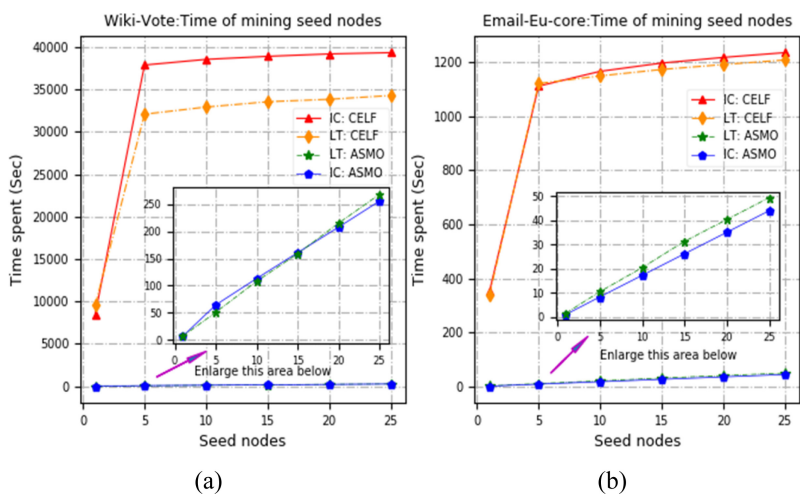 Wiki-Vote:Time of mining seed nodes
Time spent (Sec)
40000
35000
30000
25000
20000
15000
10000
5000
0
IC: CELF
LT: CELF
LT: ASMO
IC: ASMO
250
200
150
100
50
0
0 5 10 15 20 25
Enlarge this area below
0 5 10 15 20 25
Seed nodes
(a)
Email-Eu-core:Time of mining seed nodes
Time spent (Sec)
1200
1000
800
600
400
200
0
IC: CELF
LT: CELF
LT: ASMO
IC: ASMO
50
40
30
20
10
0
0 5 10 15 20 25
Enlarge this area below
0 5 10 15 20 25
Seed nodes
(b)